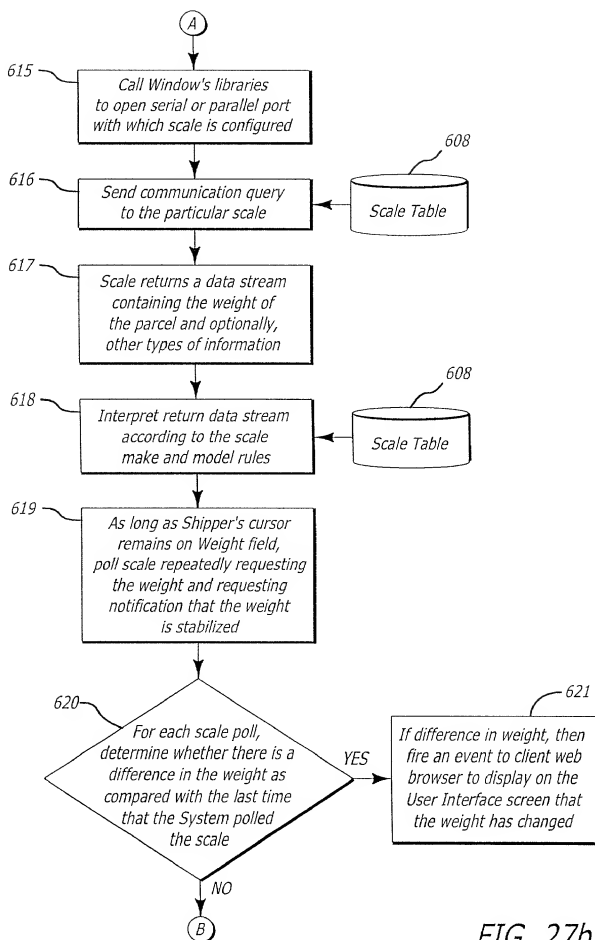 A
615
Call Window's libraries
to open serial or parallel port
with which scale is configured
608
616
Send communication query
to the particular scale
Scale Table
617
Scale returns a data stream
containing the weight of
the parcel and optionally,
other types of information
608
618
Interpret return data stream
according to the scale
make and model rules
Scale Table
619
As long as Shipper's cursor
remains on Weight field,
poll scale repeatedly requesting
the weight and requesting
notification that the weight
is stabilized
620
For each scale poll,
determine whether there is a
difference in the weight as
compared with the last time
that the System polled
the scale
YES
621
If difference in weight, then
fire an event to client web
browser to display on the
User Interface screen that
the weight has changed
NO
B
FIG. 27b